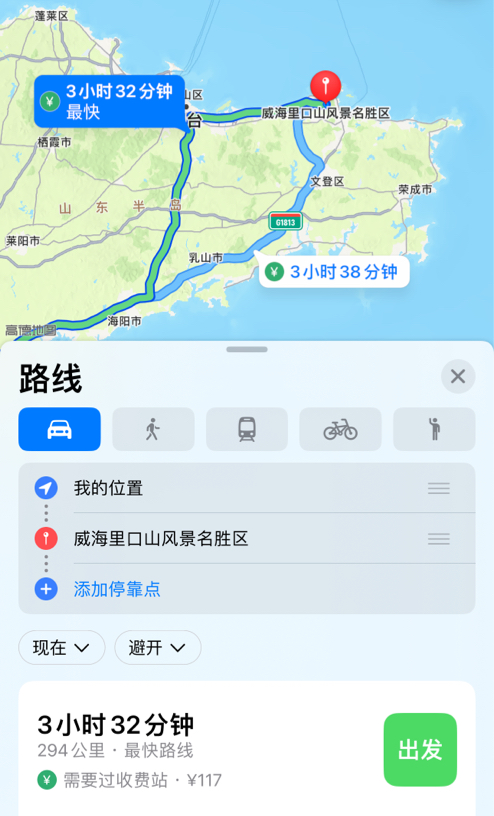 蓬莱区
¥ 3小时32分钟
最快
山区
台
威海里口山风景名胜区
栖霞市
文登区
荣成市
山东半岛
G1813
莱阳市
乳山市
¥ 3小时38分钟
海阳市
高德地图
路线
我的位置
威海里口山风景名胜区
添加停靠点
现在
避开
3小时32分钟
294公里 · 最快路线
出发
¥ 需要过收费站 · ¥117